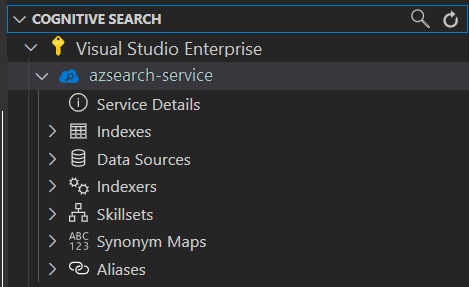 COGNITIVE SEARCH
Visual Studio Enterprise
azsearch-service
Service Details
Indexes
Data Sources
Indexers
Skillsets
ABC
123 Synonym Maps
Aliases